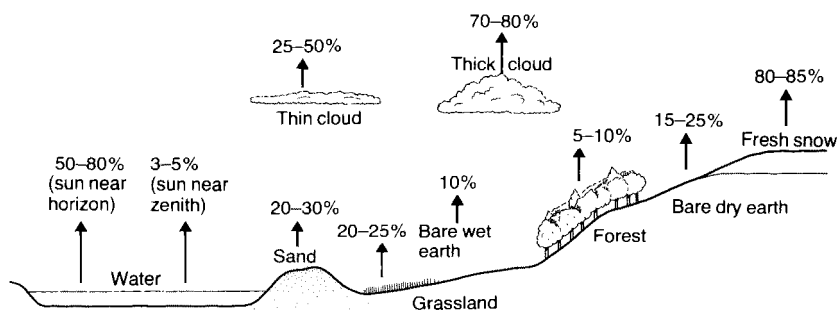 70–80%
25–50%
Thick cloud
80–85%
Thin cloud
15–25%
5–10%
Fresh snow
50–80%
(sun near
horizon)
3–5%
(sun near
zenith)
10%
20–30%
20–25%
Bare wet
earth
Bare dry earth
Forest
Sand
Water
Grassland